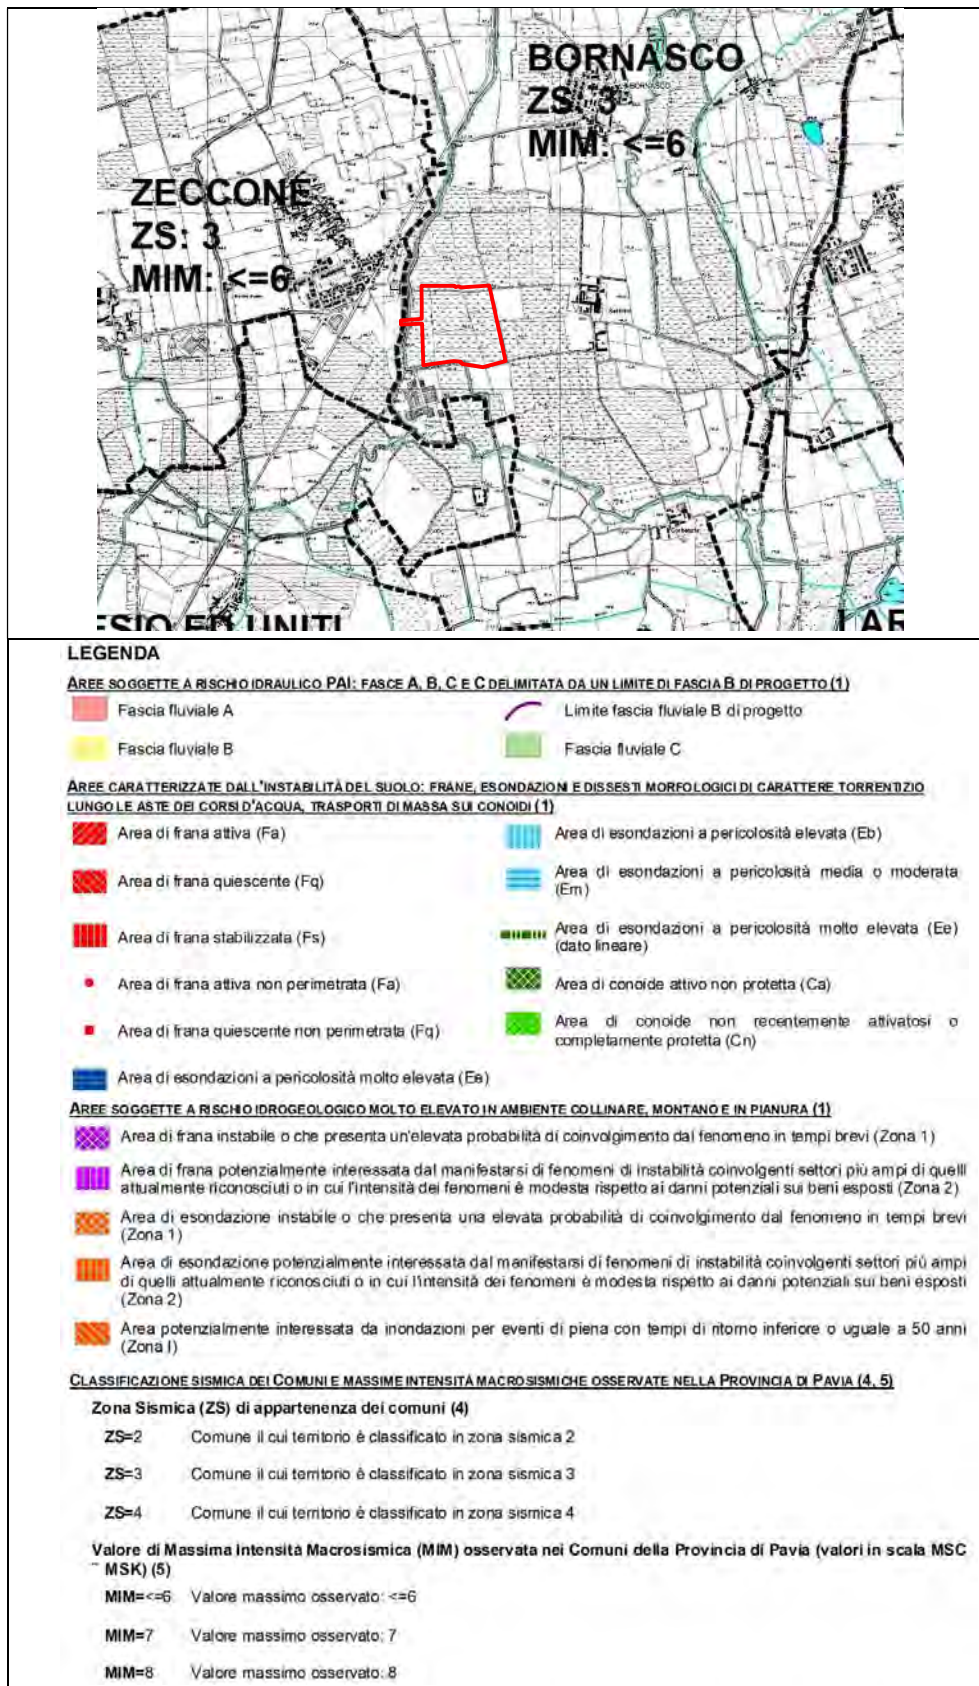 BORNASCO
BORNASCO
ZS: 3
MIM: <=6
ZECCONE
ZS: 3
MIM: <=6
ESIO ED UNITI
LAR
LEGENDA
AREE SOGGETTE A RISCHIO IDRAULICO PAI: FASCE A, B, C E C DELIMITATA DA UN LIMITE DI FASCIA B DI PROGETTO (1)
Fascia fluviale A
Limite fascia fluviale B di progetto
Fascia fluviale B
Fascia fluviale C
AREE CARATTERIZZATE DALL'INSTABILITÀ DEL SUOLO: FRANE, ESONDAZIONI E DISSESTI MORFOLOGICI DI CARATTERE TORRENTIZIO
LUNGO LE ASTE DEI CORSI D'ACQUA, TRASPORTI DI MASSA SUI CONOIDI (1)
Area di frana attiva (Fa)
Area di esondazioni a pericolosità elevata (Eb)
Area di frana quiescente (Fq)
Area di esondazioni a pericolosità media o moderata
(Em)
Area di frana stabilizzata (Fs)
Area di esondazioni a pericolosità molto elevata (Ee)
(dato lineare)
Area di frana attiva non perimetrata (Fa)
Area di conoide attivo non protetta (Ca)
Area di frana quiescente non perimetrata (Fq)
Area di conoide non recentemente attivatosi o
completamente protetta (Cn)
Area di esondazioni a pericolosità molto elevata (Ee)
AREE SOGGETTE A RISCHIO IDROGEOLOGICO MOLTO ELEVATO IN AMBIENTE COLLINARE, MONTANO E IN PIANURA (1)
Area di frana instabile o che presenta un'elevata probabilità di coinvolgimento dal fenomeno in tempi brevi (Zona 1)
Area di frana potenzialmente interessata dal manifestarsi di fenomeni di instabilità coinvolgenti settori più ampi di quelli
attualmente riconosciuti o in cui l'intensità dei fenomeni è modesta rispetto ai danni potenziali sui beni esposti (Zona 2)
Area di esondazione instabile o che presenta una elevata probabilità di coinvolgimento dal fenomeno in tempi brevi
(Zona 1)
Area di esondazione potenzialmente interessata dal manifestarsi di fenomeni di instabilità coinvolgenti settori più ampi
di quelli attualmente riconosciuti o in cui l'intensità dei fenomeni è modesta rispetto ai danni potenziali sui beni esposti
(Zona 2)
Area potenzialmente interessata da inondazioni per eventi di piena con tempi di ritorno inferiore o uguale a 50 anni
(Zona I)
CLASSIFICAZIONE SISMICA DEI COMUNI E MASSIME INTENSITÀ MACROSISMICHE OSSERVATE NELLA PROVINCIA DI PAVIA (4, 5)
Zona Sismica (ZS) di appartenenza dei comuni (4)
ZS=2 Comune il cui territorio è classificato in zona sismica 2
ZS=3 Comune il cui territorio è classificato in zona sismica 3
ZS=4 Comune il cui territorio è classificato in zona sismica 4
Valore di Massima Intensità Macrosismica (MIM) osservata nei Comuni della Provincia di Pavia (valori in scala MSC
¨ MSK) (5)
MIM=<=6 Valore massimo osservato: <=6
MIM=7 Valore massimo osservato: 7
MIM=8 Valore massimo osservato: 8